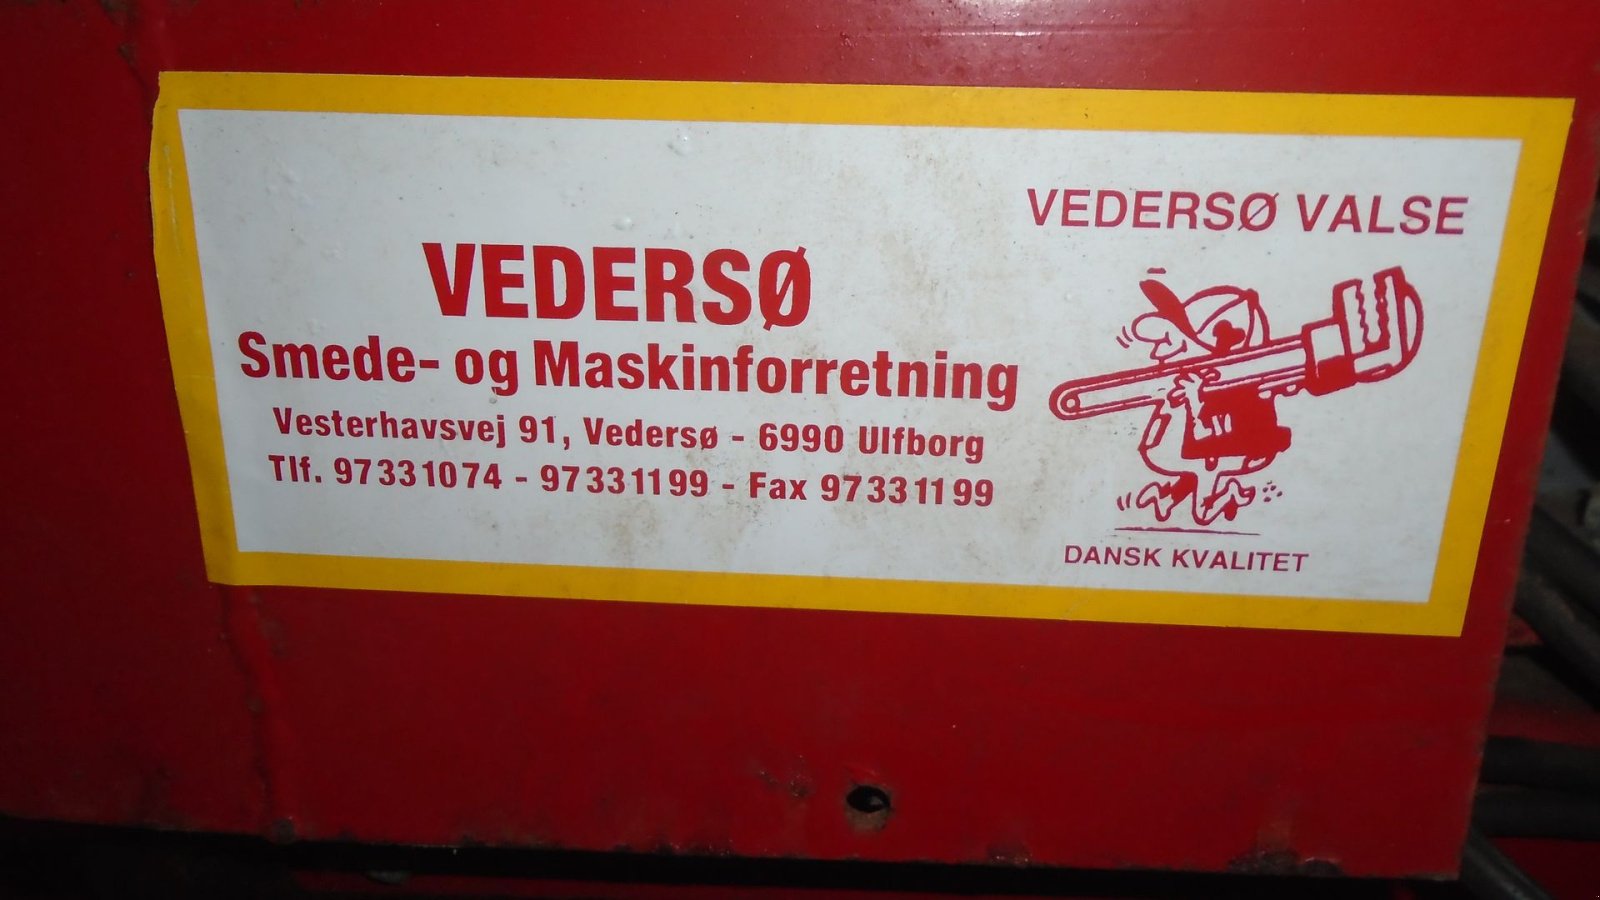 VEDERSØ
Smede- og Maskinforretning
Vesterhavsvej 91, Vedersø - 6990 Ulfborg
Tlf. 97331074 - 97331199 - Fax 97331199
VEDERSØ VALSE
DANSK KVALITET